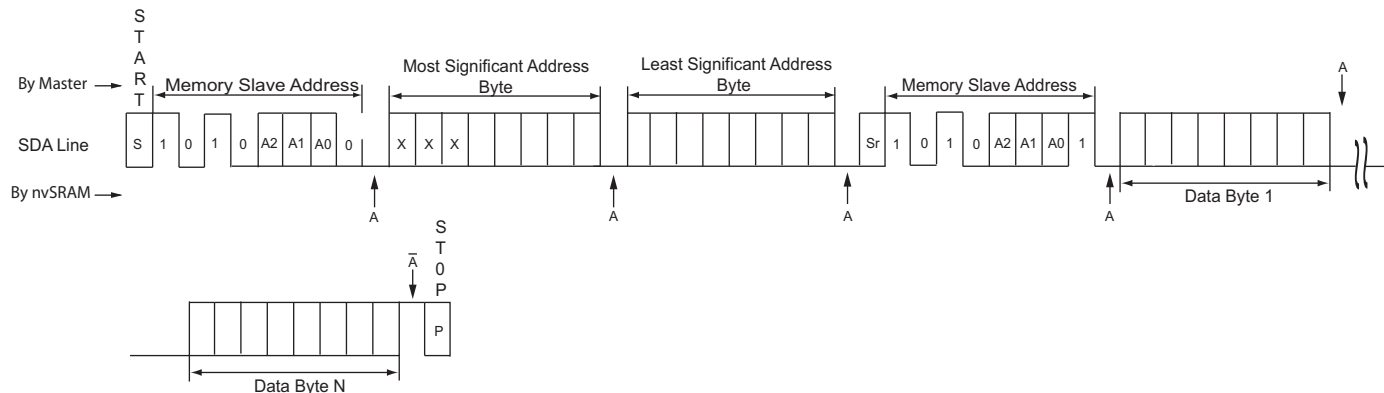 START
By Master
Memory Slave Address
Most Significant Address Byte
Least Significant Address Byte
Memory Slave Address
A
SDA Line
S 1 0 1 0 A2 A1 A0 0 X X X Sr 1 0 1 0 A2 A1 A0 1
By nvSRAM
A A A A
Data Byte 1
A̅
ST0P
P
Data Byte N